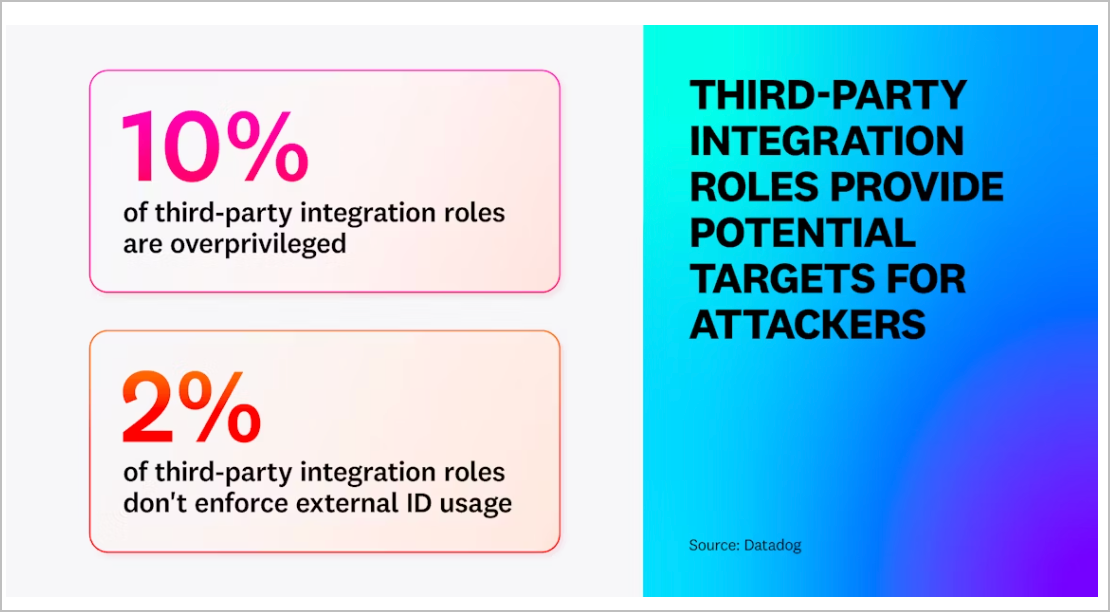 10%
of third-party integration roles
are overprivileged
2%
of third-party integration roles
don't enforce external ID usage
THIRD-PARTY
INTEGRATION
ROLES PROVIDE
POTENTIAL
TARGETS FOR
ATTACKERS
Source: Datadog